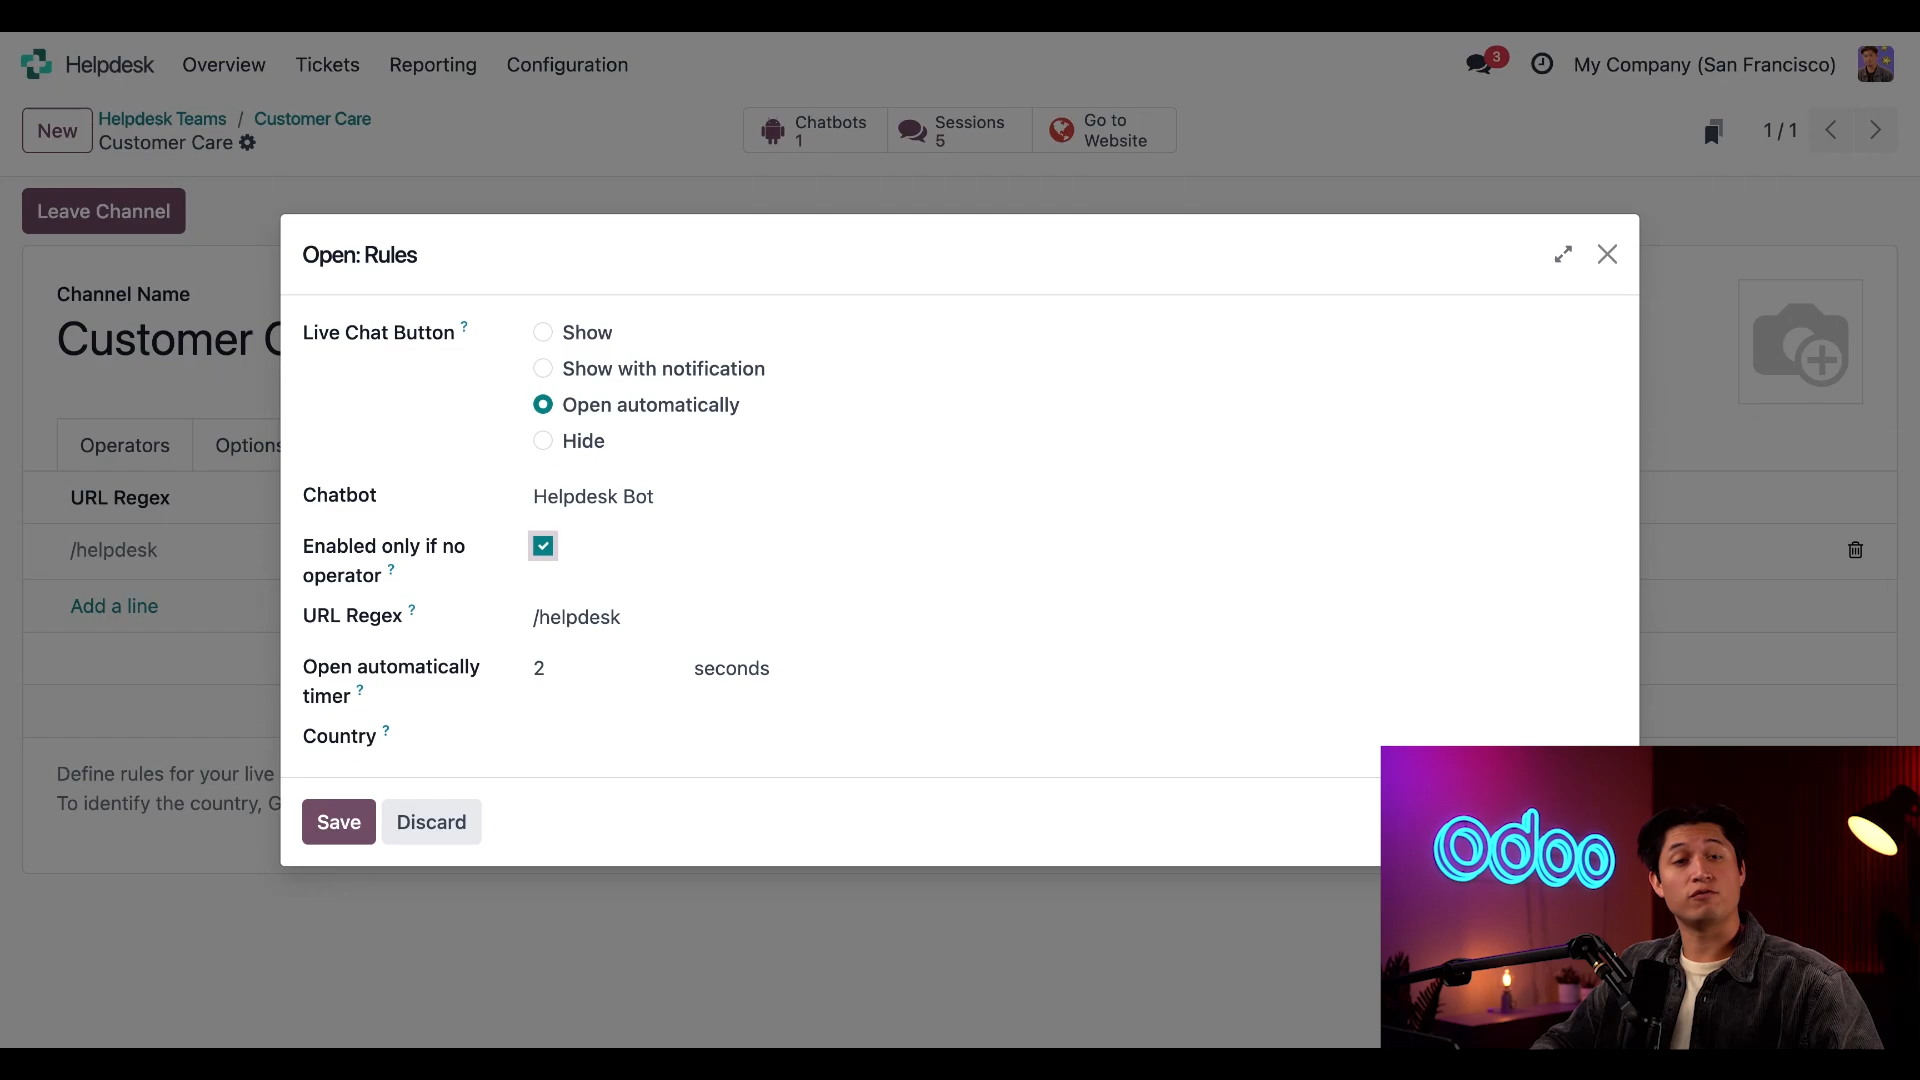 Helpdesk Overview Tickets Reporting Configuration
3 My Company (San Francisco)
New
Helpdesk Teams / Customer Care
Customer Care
Chatbots
1
Sessions
5
Go to
Website
1 / 1
Leave Channel
Open: Rules
Channel Name
Customer C
Live Chat Button ?
Show
Show with notification
Open automatically
Hide
Operators Options
URL Regex
Chatbot Helpdesk Bot
/helpdesk
Enabled only if no
operator ?
Add a line
URL Regex ? /helpdesk
Open automatically
timer ?
2 seconds
Country ?
Define rules for your live
To identify the country, G
Save Discard
odoo